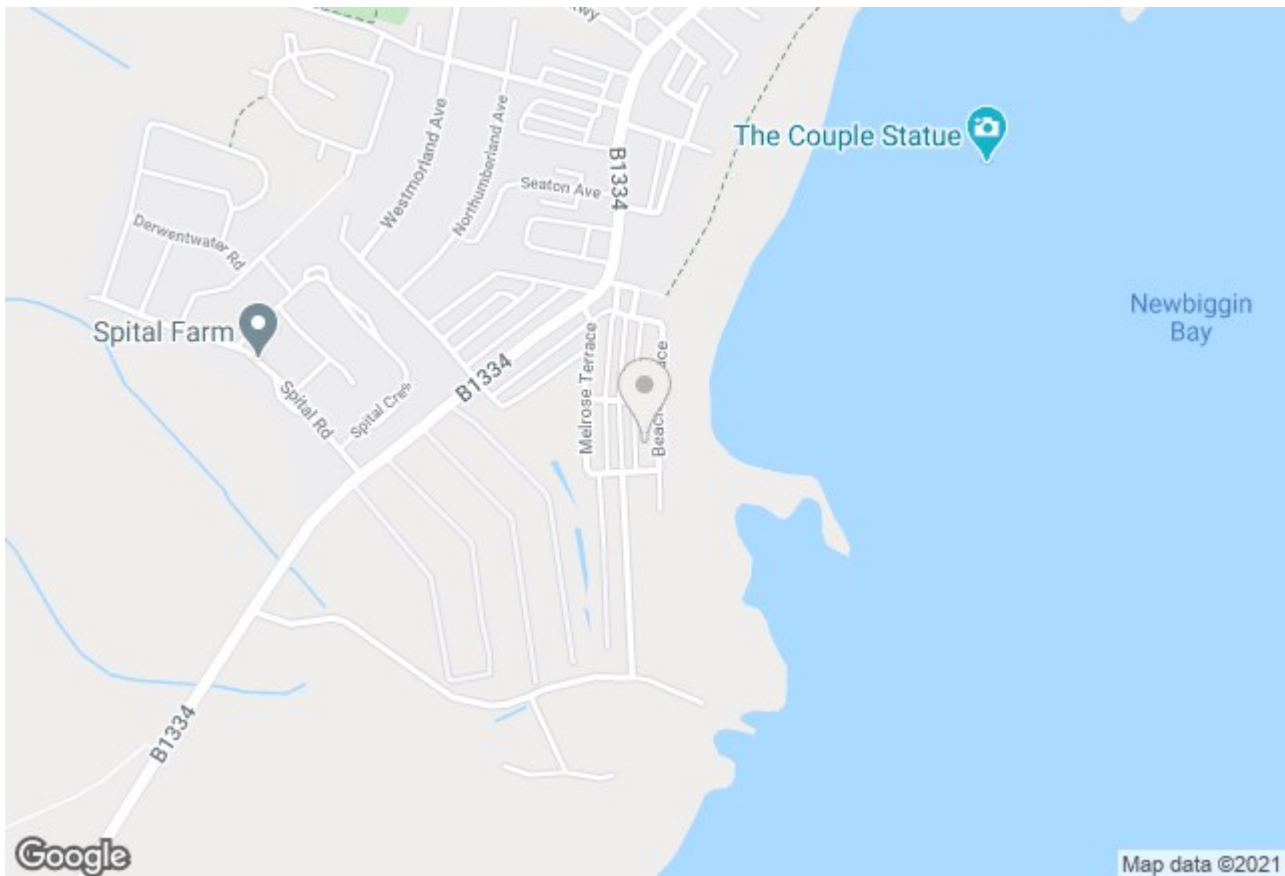 wy
The Couple Statue
Westmorland Ave
Northumberland Ave
B1334
Seaton Ave
Derwentwater Rd
Newbiggin
Bay
Spital Farm
Melrose Terrace
B1334
Spital Rd
Spital Cres
B1334
Google
Map data ©2021